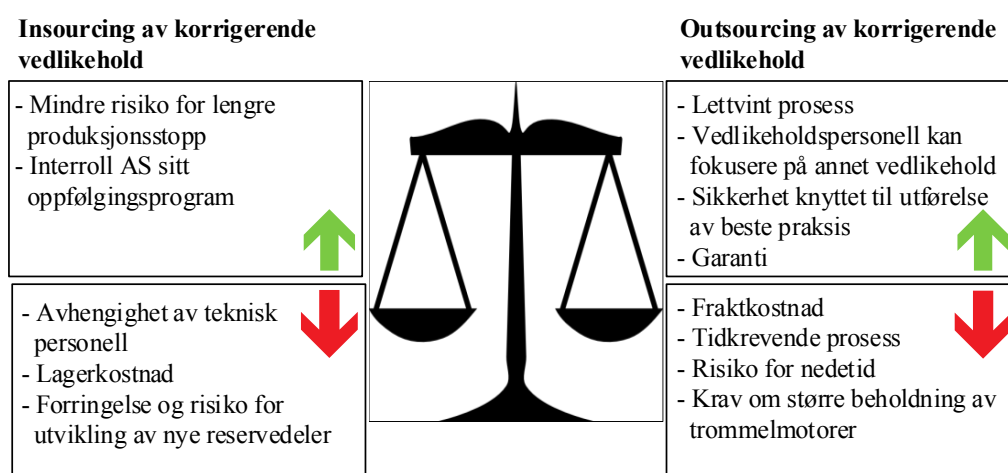 Insourcing av korrigerende
vedlikehold
- Mindre risiko for lengre
produksjonsstopp
- Interroll AS sitt
oppfølgingsprogram
- Avhengighet av teknisk
personell
- Lagerkostnad
- Forringelse og risiko for
utvikling av nye reservedeler
Outsourcing av korrigerende
vedlikehold
- Lettvint prosess
- Vedlikeholdspersonell kan
fokusere på annet vedlikehold
- Sikkerhet knyttet til utførelse
av beste praksis
- Garanti
- Fraktkostnad
- Tidkrevende prosess
- Risiko for nedetid
- Krav om større beholdning av
trommelmotorer